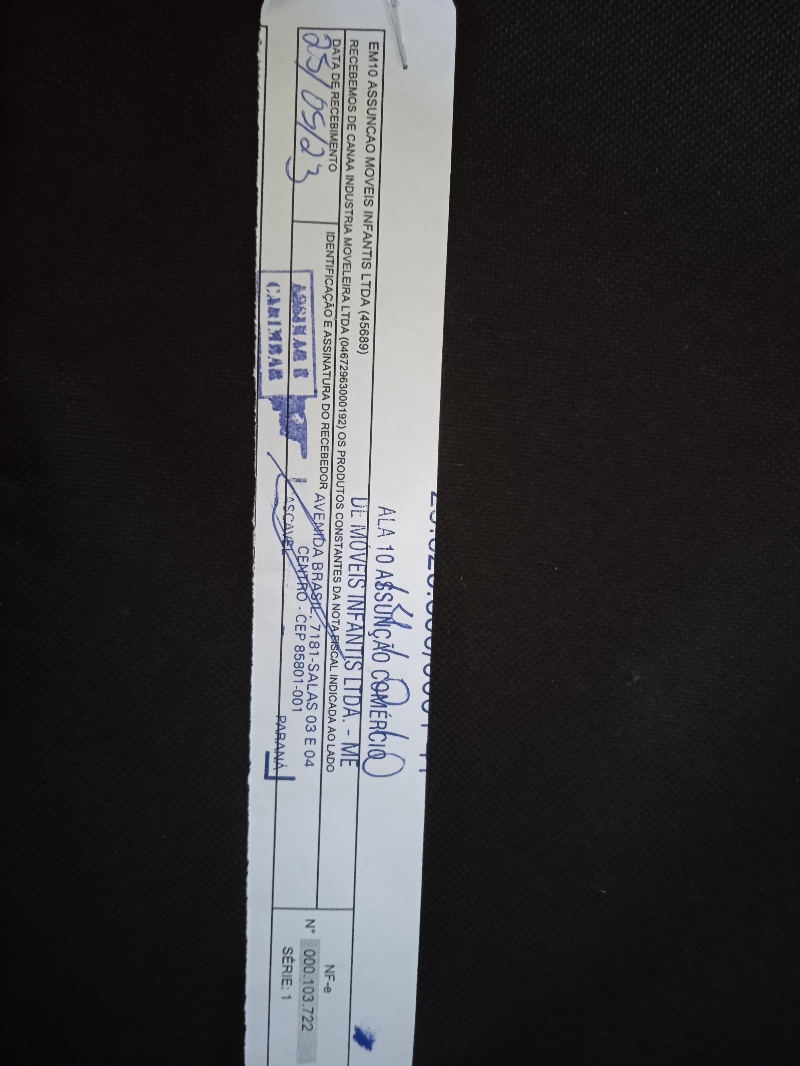 EM10 ASSUNCAO MOVEIS INFANTIS LTDA (45689)
RECEBEMOS DE CANAA INDUSTRIA MOVELEIRA LTDA (04672963000192) OS PRODUTOS CONSTANTES DA NOTA FISCAL INDICADA AO LADO
DATA DE RECEBIMENTO
25/05/23
IDENTIFICAÇÃO E ASSINATURA DO RECEBEDOR
CARIMBAR
ALA 10 ASSUNÇÃO COMÉRCIO
DE MÓVEIS INFANTIS LTDA. - ME
AVENIDA BRASIL, 7181-SALAS 03 E 04
CENTRO - CEP 85801-001
CASCAVEL PARANÁ
NF-e
N° 000.103.722
SÉRIE: 1